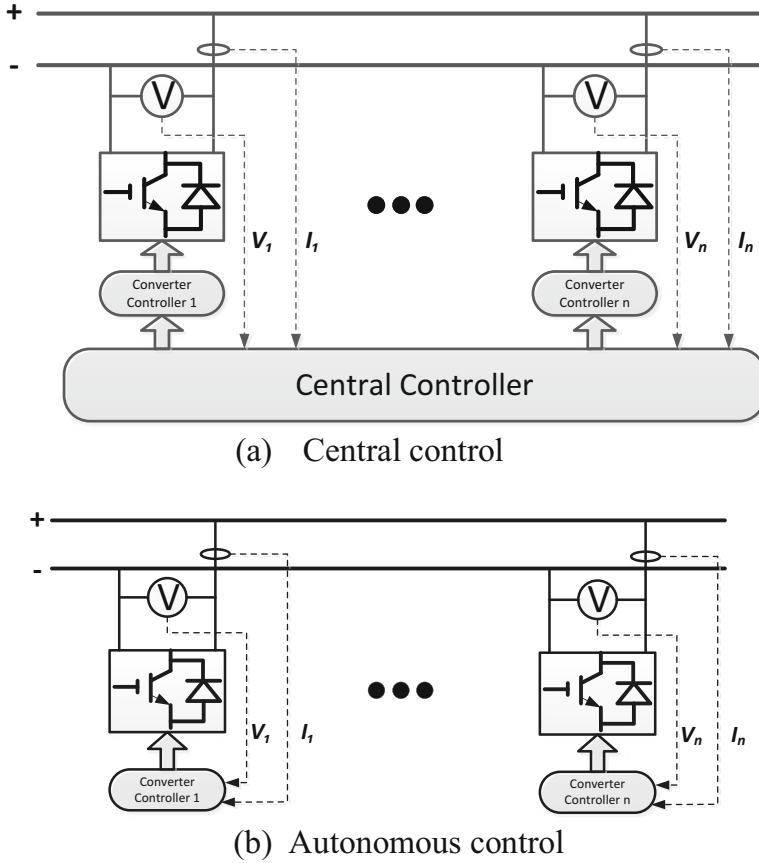 +
-
V
V
V₁
I₁
Vₙ
Iₙ
Converter
Controller 1
Converter
Controller n
Central Controller
(a) Central control
+
-
V
V
V₁
I₁
Vₙ
Iₙ
Converter
Controller 1
Converter
Controller n
(b) Autonomous control